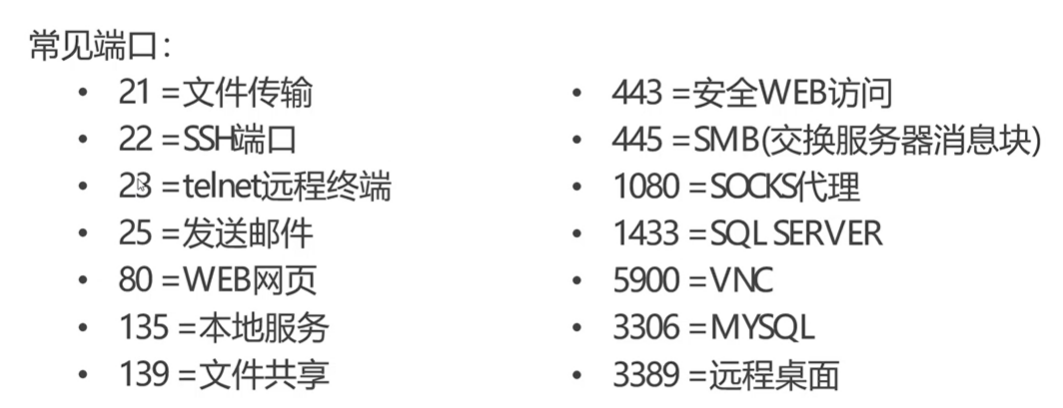 常见端口：
• 21 =文件传输
• 22 =SSH端口
• 23 =telnet远程终端
• 25 =发送邮件
• 80 =WEB网页
• 135 =本地服务
• 139 =文件共享
• 443 =安全WEB访问
• 445 =SMB(交换服务器消息块)
• 1080 =SOCKS代理
• 1433 =SQL SERVER
• 5900 =VNC
• 3306 =MYSQL
• 3389 =远程桌面